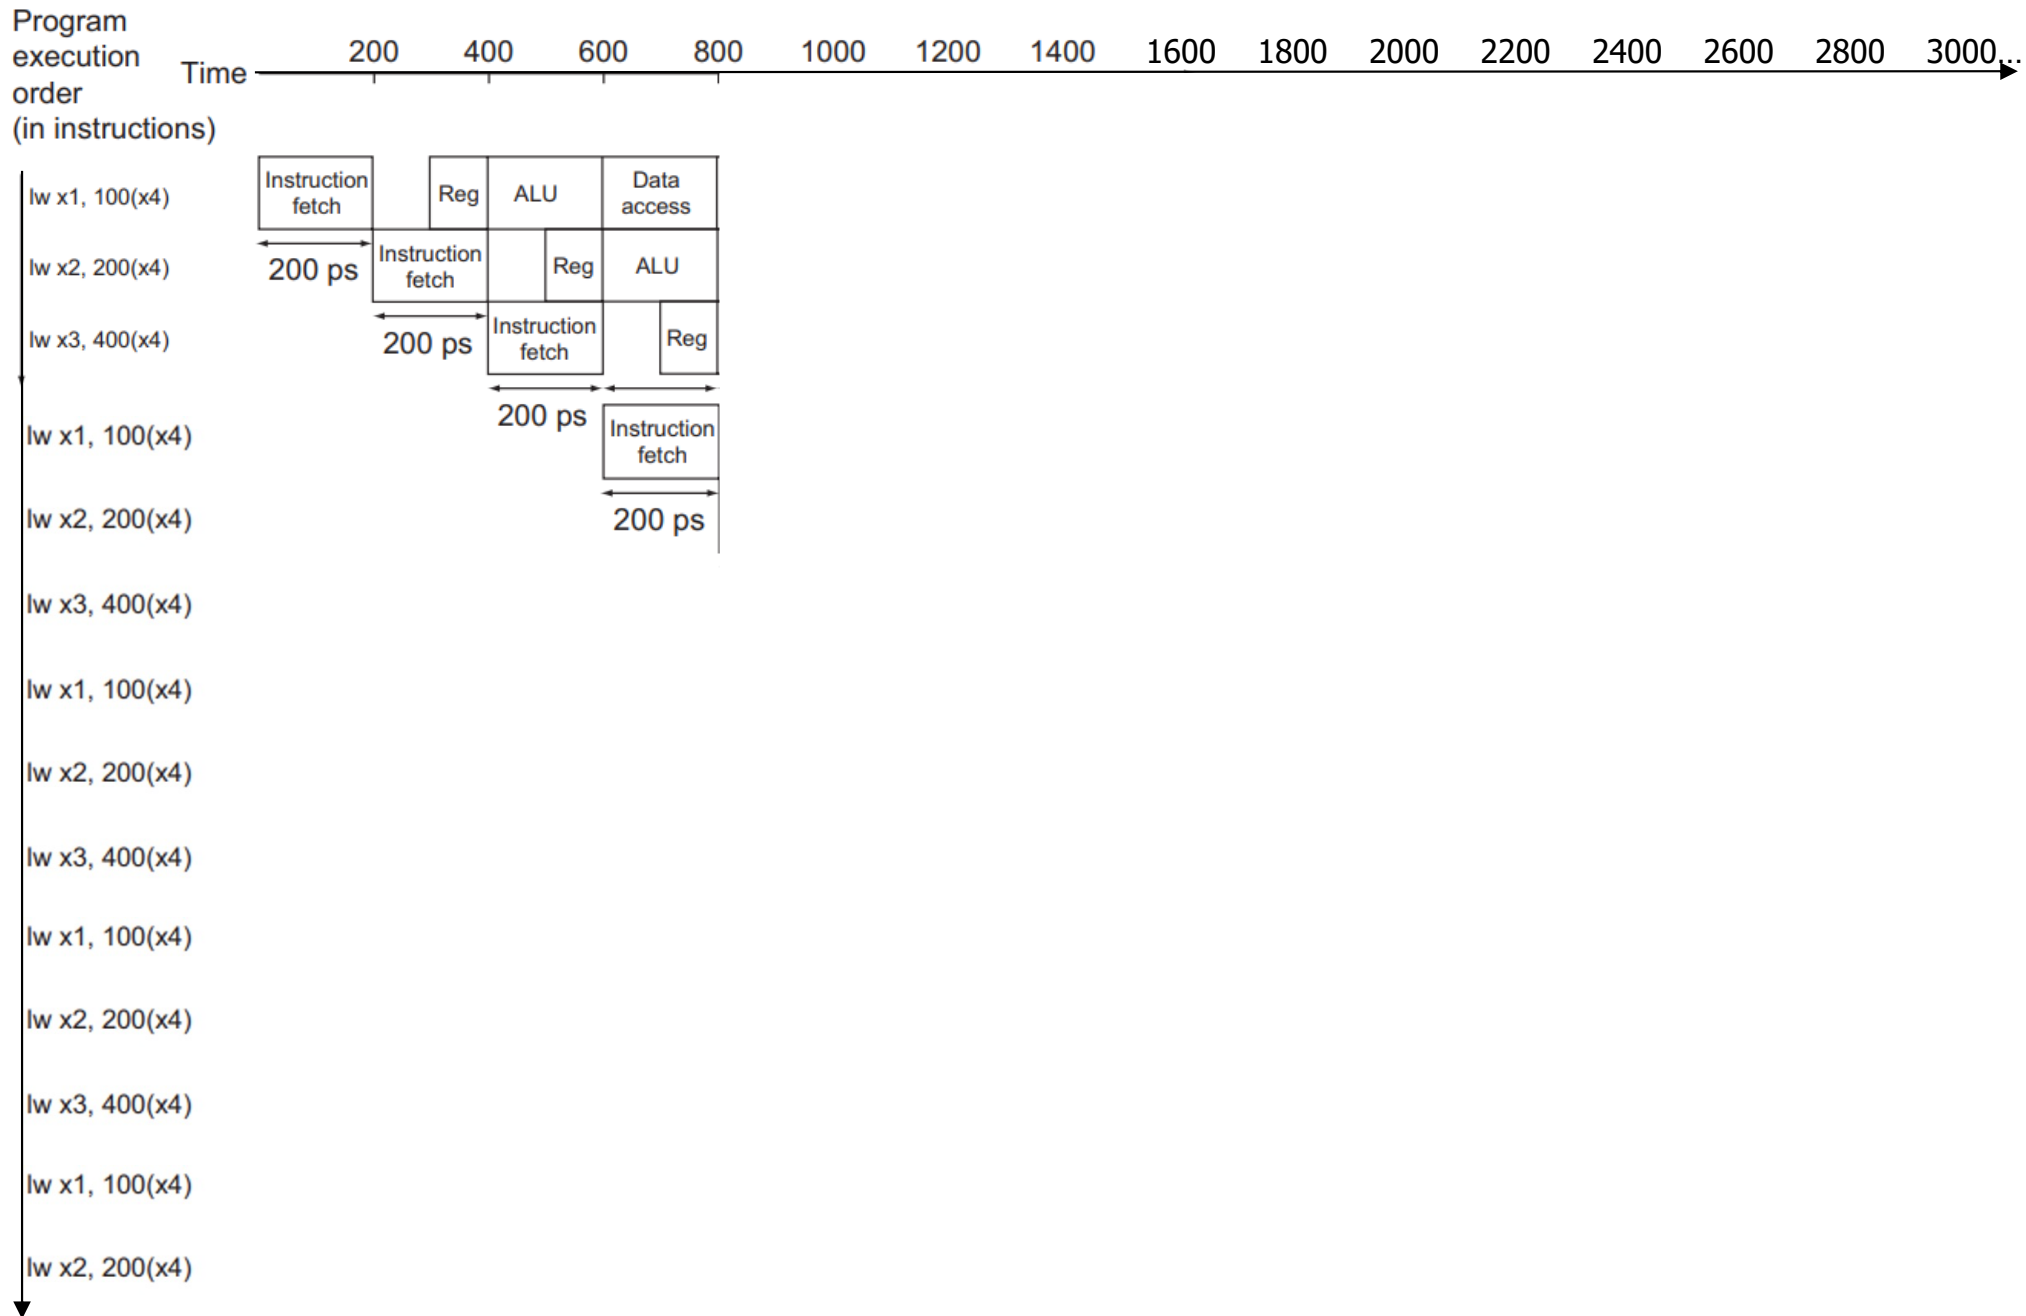 Program
execution
order
(in instructions)
Time
200 400 600 800 1000 1200 1400 1600 1800 2000 2200 2400 2600 2800 3000...
lw x1, 100(x4)
Instruction
fetch
Reg
ALU
Data
access
lw x2, 200(x4)
200 ps
Instruction
fetch
Reg
ALU
lw x3, 400(x4)
200 ps
Instruction
fetch
Reg
200 ps
lw x1, 100(x4)
Instruction
fetch
lw x2, 200(x4)
200 ps
lw x3, 400(x4)
lw x1, 100(x4)
lw x2, 200(x4)
lw x3, 400(x4)
lw x1, 100(x4)
lw x2, 200(x4)
lw x3, 400(x4)
lw x1, 100(x4)
lw x2, 200(x4)